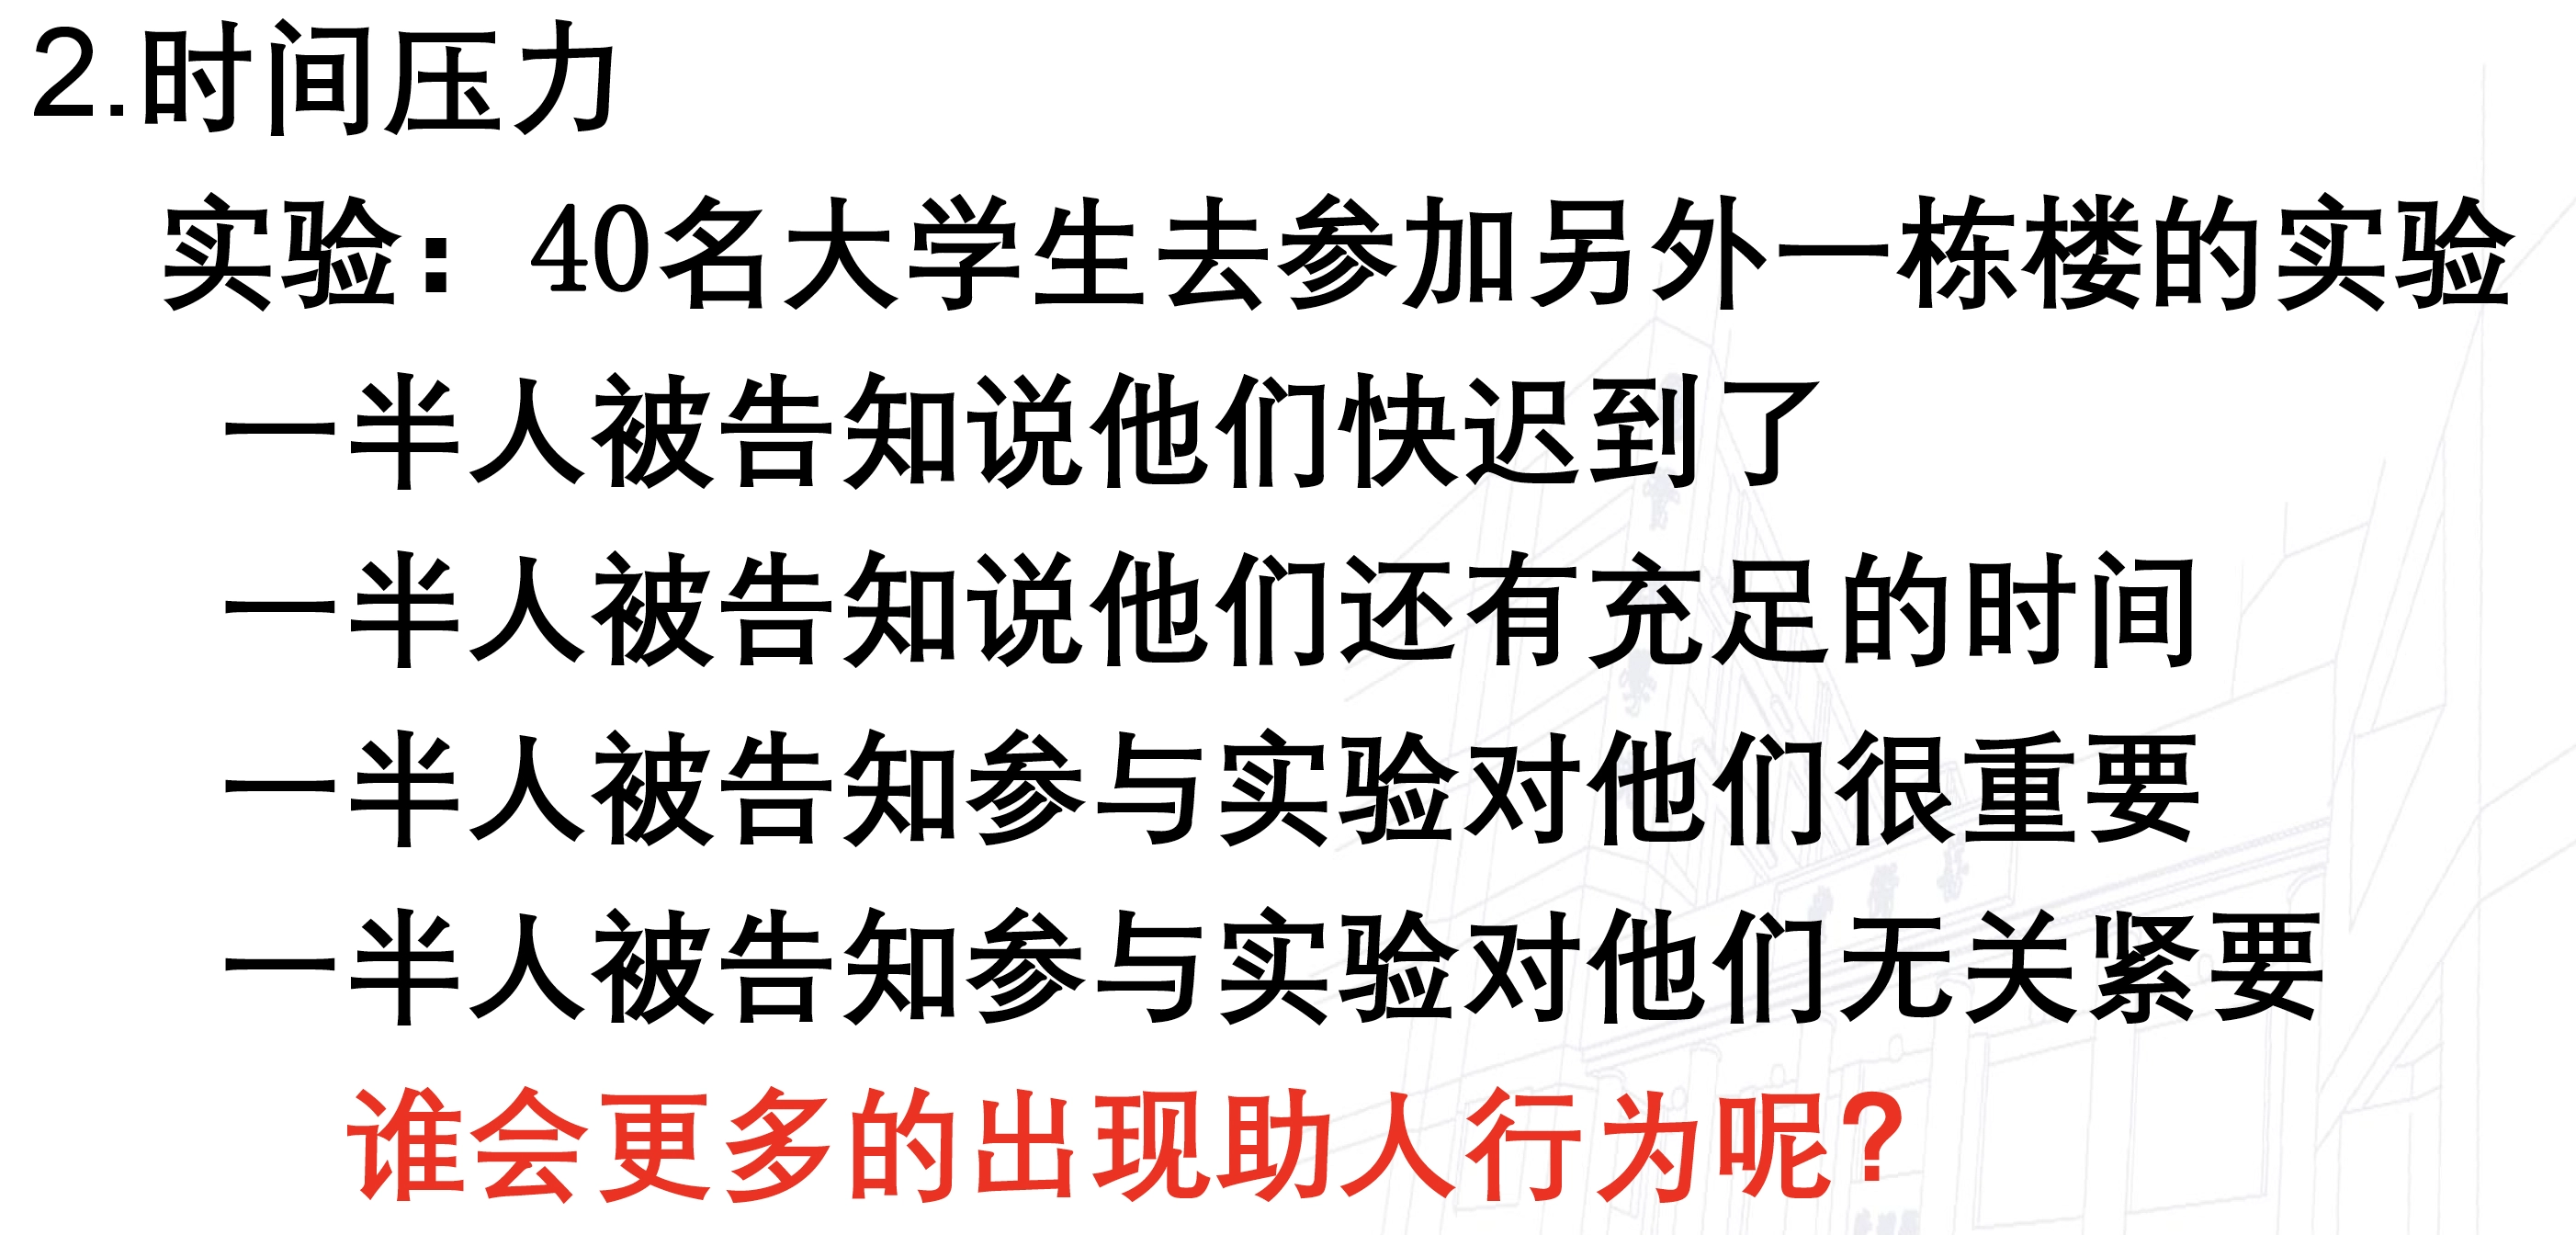 2.时间压力
实验：40名大学生去参加另外一栋楼的实验
一半人被告知说他们快迟到了
一半人被告知说他们还有充足的时间
一半人被告知参与实验对他们很重要
一半人被告知参与实验对他们无关紧要
谁会更多的出现助人行为呢?